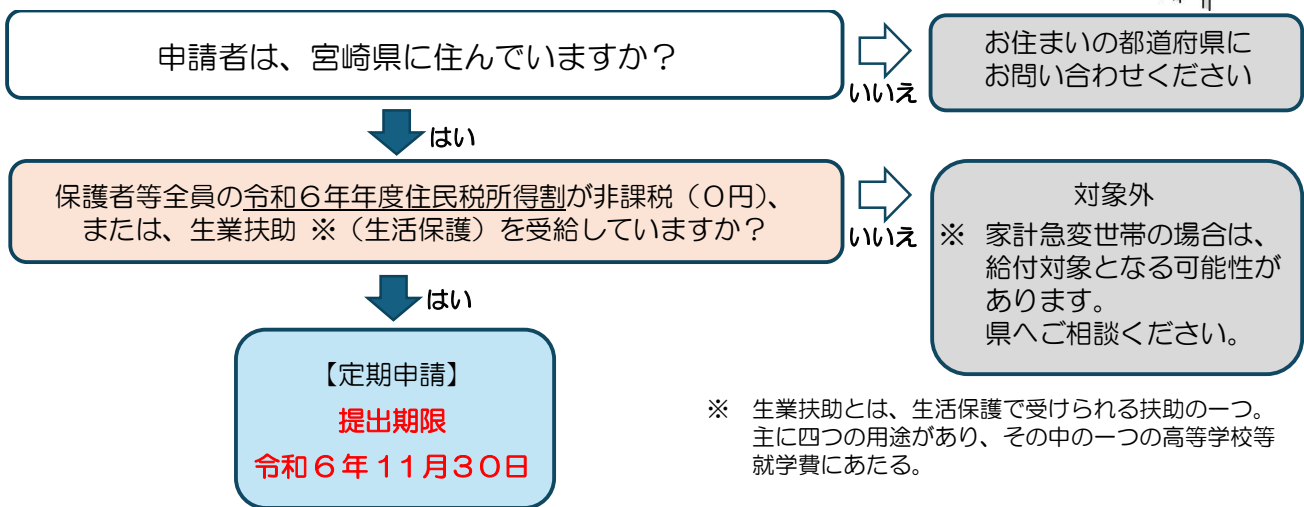 申請者は、宮崎県に住んでいますか？
いいえ
お住まいの都道府県に
お問い合わせください
はい
保護者等全員の令和６年年度住民税所得割が非課税（０円）、
または、生業扶助 ※（生活保護）を受給していますか？
いいえ
対象外
※ 家計急変世帯の場合は、
給付対象となる可能性が
あります。
県へご相談ください。
はい
【定期申請】
提出期限
令和６年１１月３０日
※ 生業扶助とは、生活保護で受けられる扶助の一つ。
主に四つの用途があり、その中の一つの高等学校等
就学費にあたる。